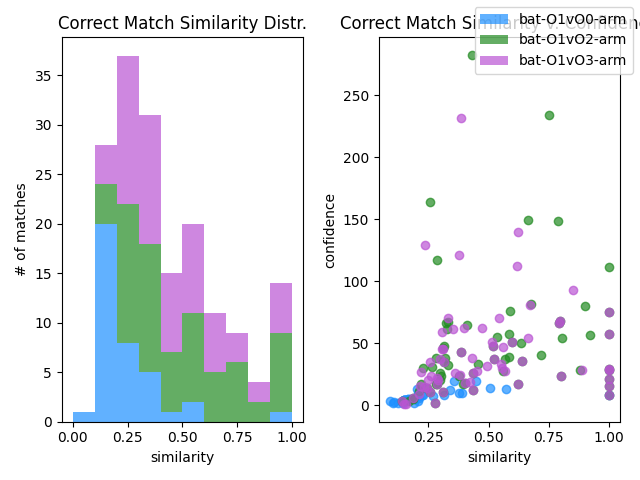 Correct Match Similarity Distr.
# of matches
0
5
10
15
20
25
30
35
0.00 0.25 0.50 0.75 1.00
similarity
Correct Match Similarity v. Confidence
bat-O1vO0-arm
bat-O1vO2-arm
bat-O1vO3-arm
confidence
250
200
150
100
50
0
0.25 0.50 0.75 1.00
similarity